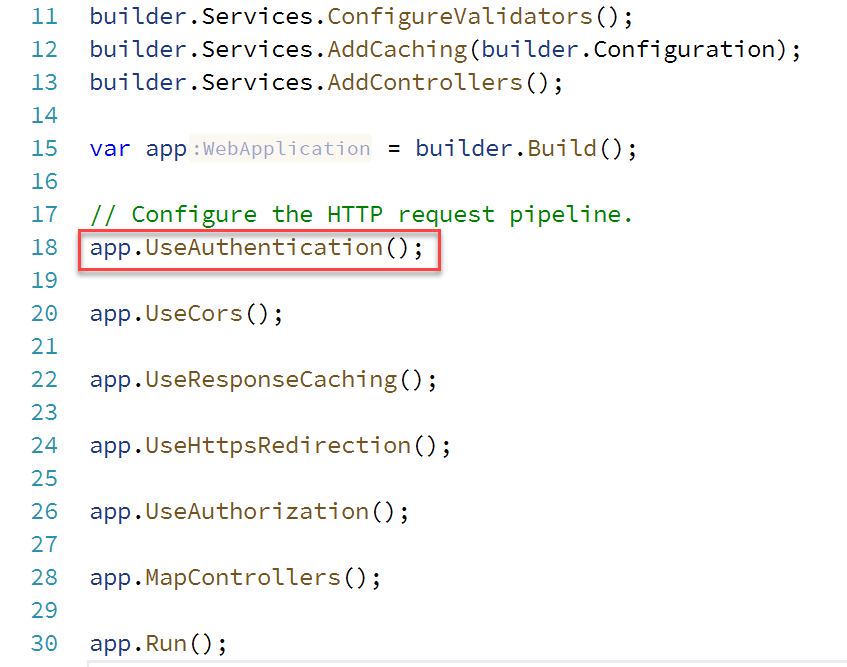 11 builder.Services.ConfigureValidators();
12 builder.Services.AddCaching(builder.Configuration);
13 builder.Services.AddControllers();
14
15 var app :WebApplication = builder.Build();
16
17 // Configure the HTTP request pipeline.
18 app.UseAuthentication();
19
20 app.UseCors();
21
22 app.UseResponseCaching();
23
24 app.UseHttpsRedirection();
25
26 app.UseAuthorization();
27
28 app.MapControllers();
29
30 app.Run();